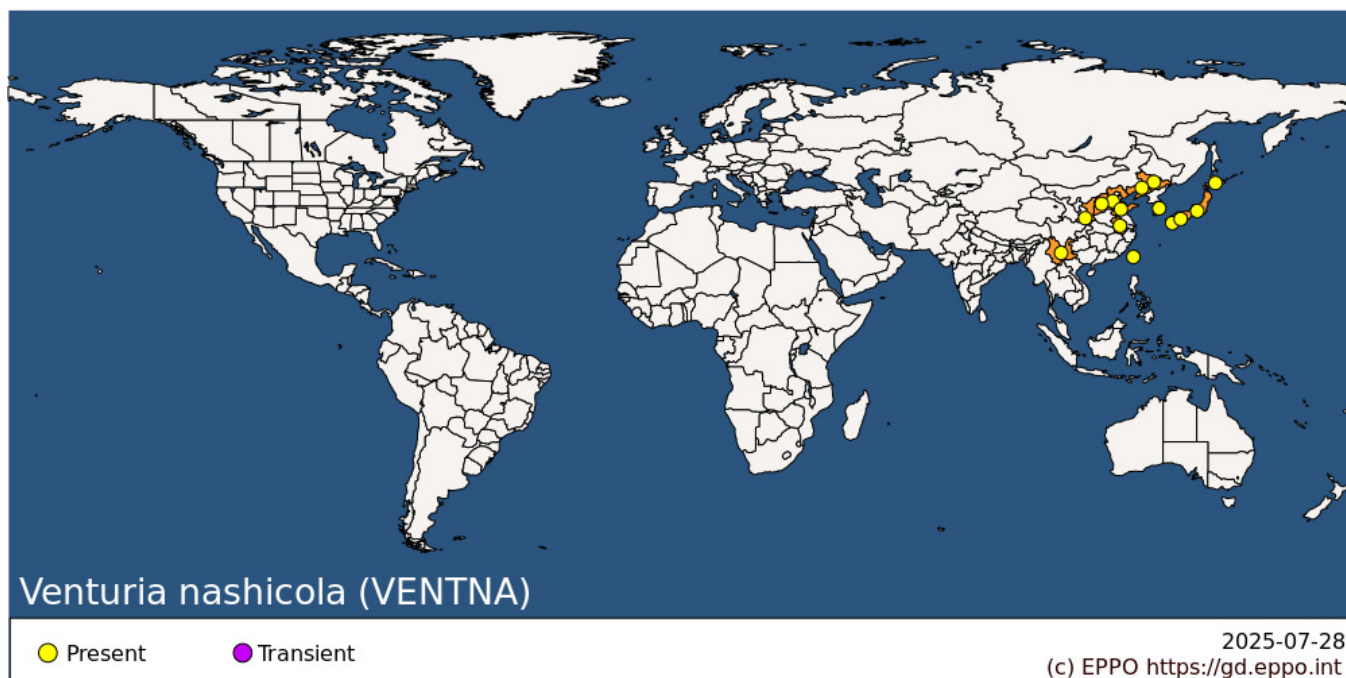 Venturia nashicola (VENTNA)
Present
Transient
2025-07-28
(c) EPPO https://gd.eppo.int